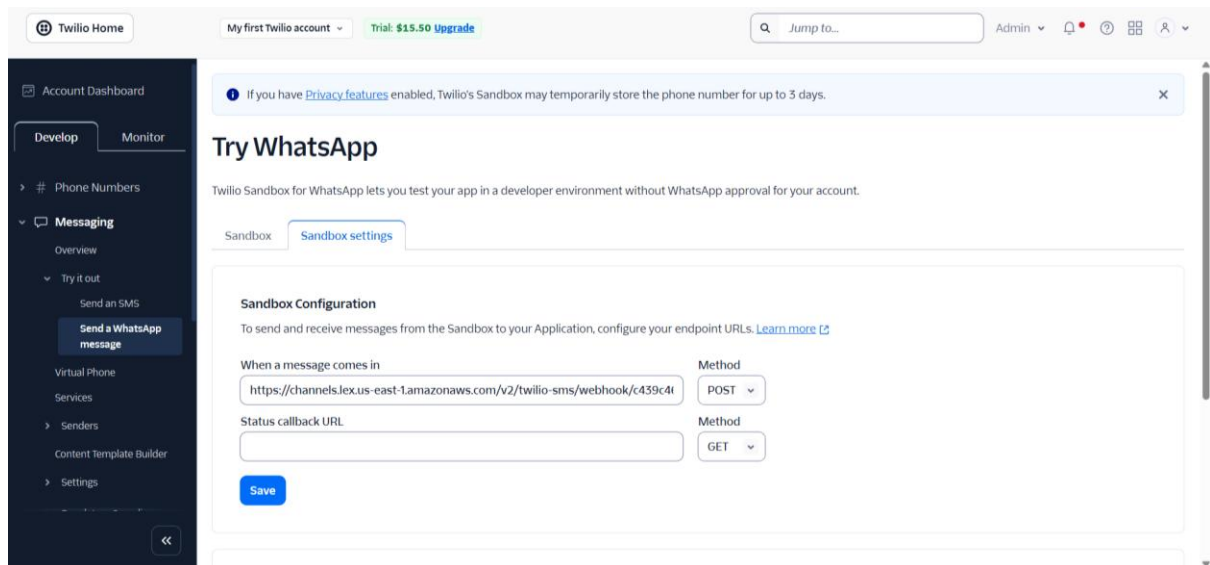 Twilio Home
My first Twilio account
Trial: $15.50 Upgrade
Jump to...
Admin
Account Dashboard
Develop
Monitor
# Phone Numbers
Messaging
Overview
Try it out
Send an SMS
Send a WhatsApp
message
Virtual Phone
Services
Senders
Content Template Builder
Settings
If you have Privacy features enabled, Twilio's Sandbox may temporarily store the phone number for up to 3 days.
Try WhatsApp
Twilio Sandbox for WhatsApp lets you test your app in a developer environment without WhatsApp approval for your account.
Sandbox
Sandbox settings
Sandbox Configuration
To send and receive messages from the Sandbox to your Application, configure your endpoint URLs. Learn more
When a message comes in
Method
https://channels.lex.us-east-1.amazonaws.com/v2/twilio-sms/webhook/c439c4
POST
Status callback URL
Method
GET
Save